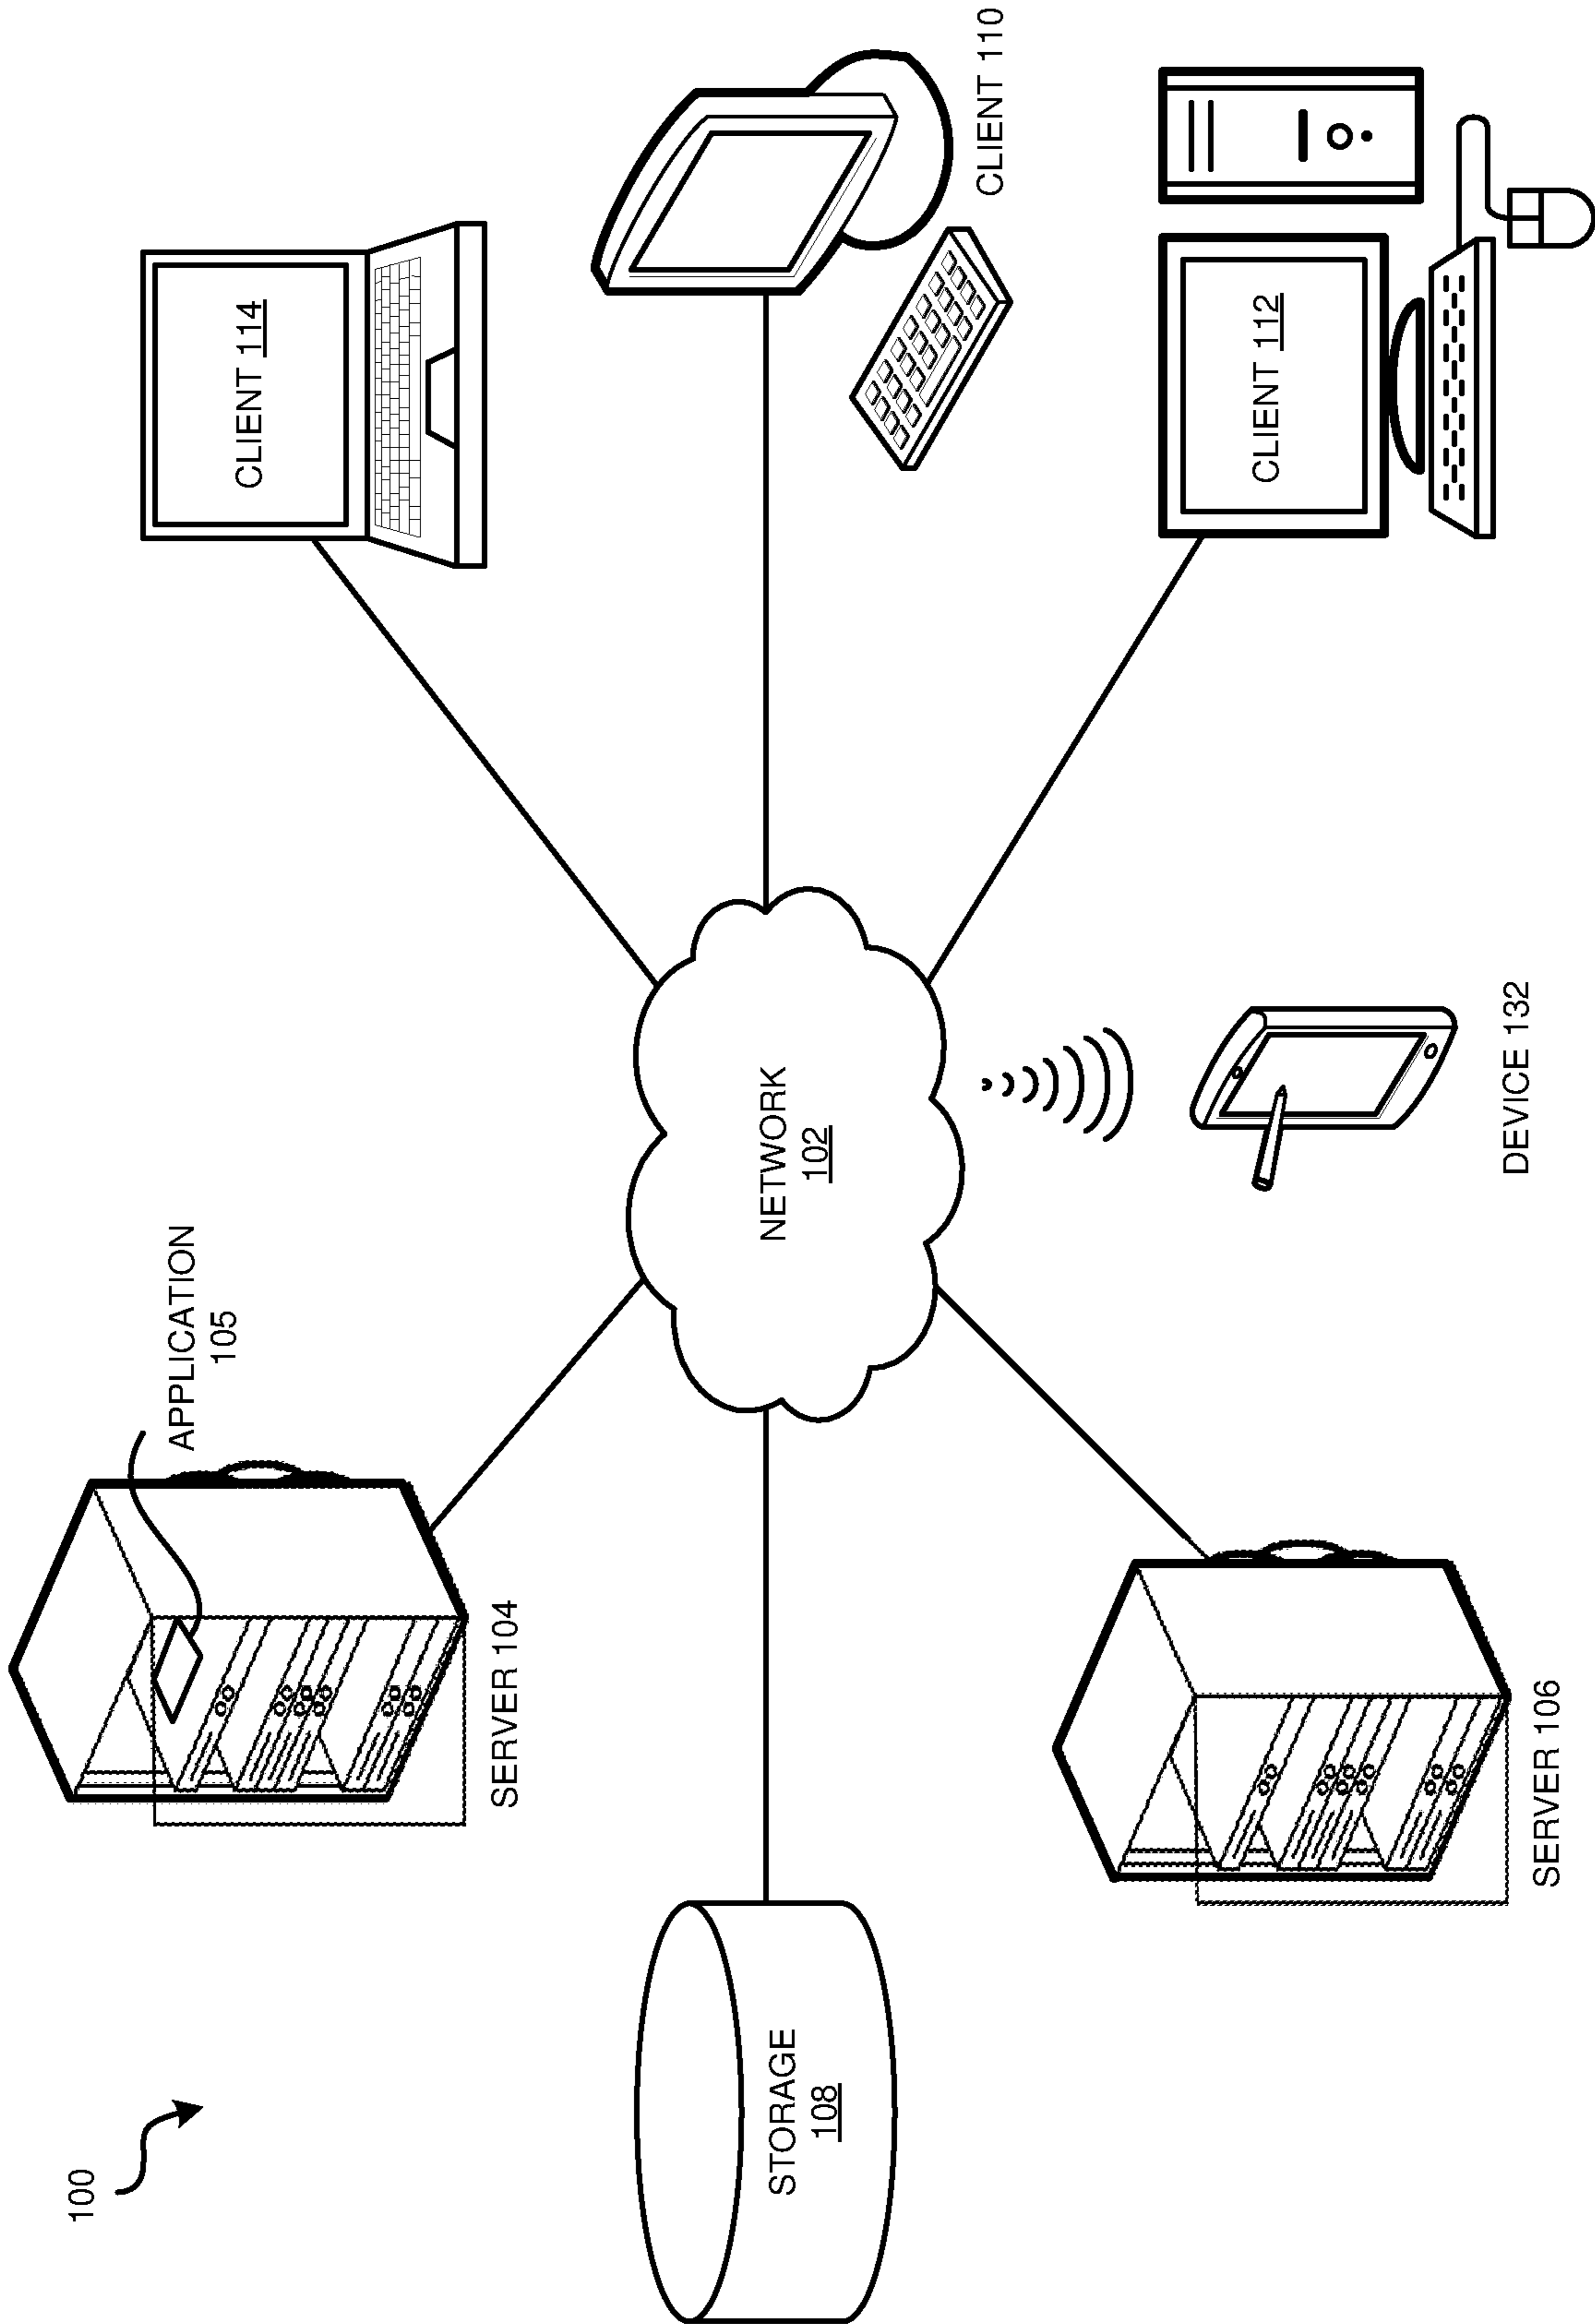 100
APPLICATION
105
SERVER 104
CLIENT 114
STORAGE
108
NETWORK
102
CLIENT 110
SERVER 106
DEVICE 132
CLIENT 112